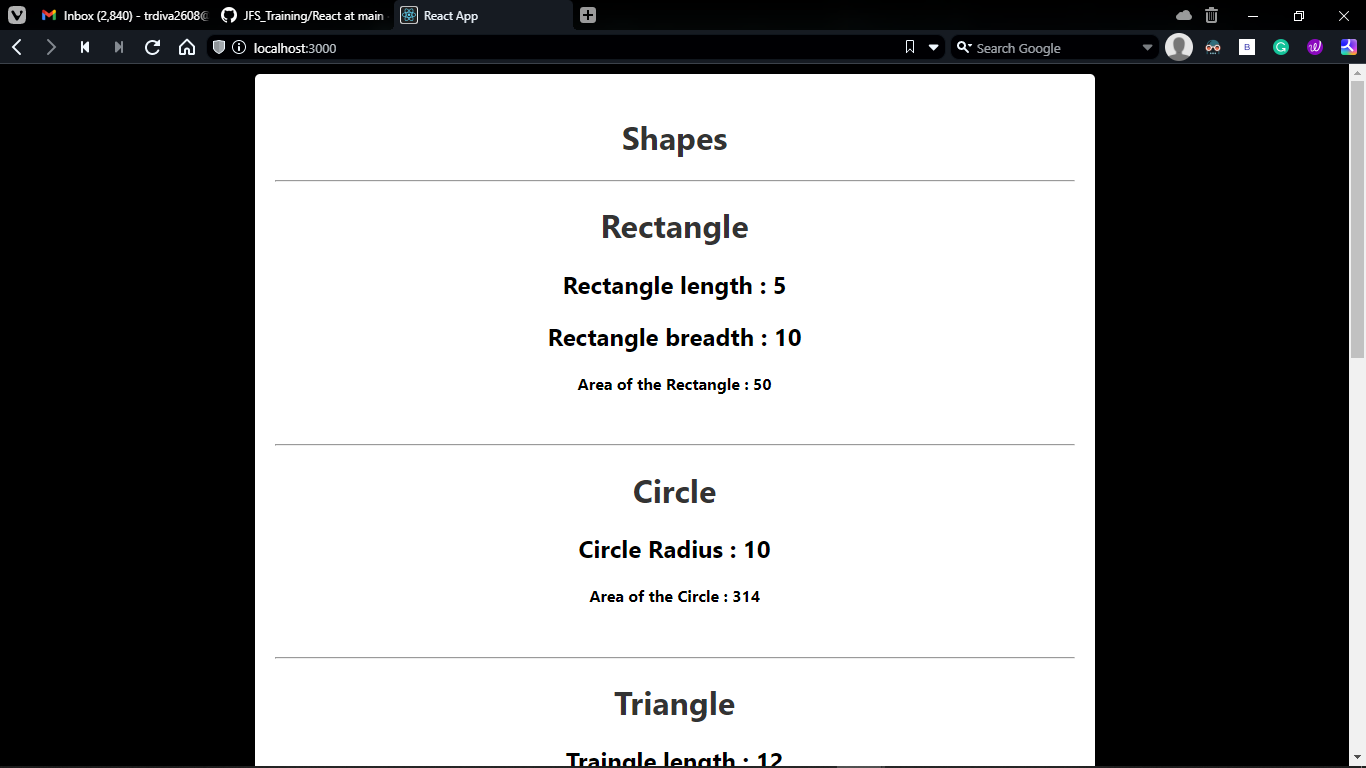 Inbox (2,840) - trdiva2608@
JFS_Training/React at main
React App
localhost:3000
Search Google
B
Shapes
Rectangle
Rectangle length : 5
Rectangle breadth : 10
Area of the Rectangle : 50
Circle
Circle Radius : 10
Area of the Circle : 314
Triangle
Traingle length : 12